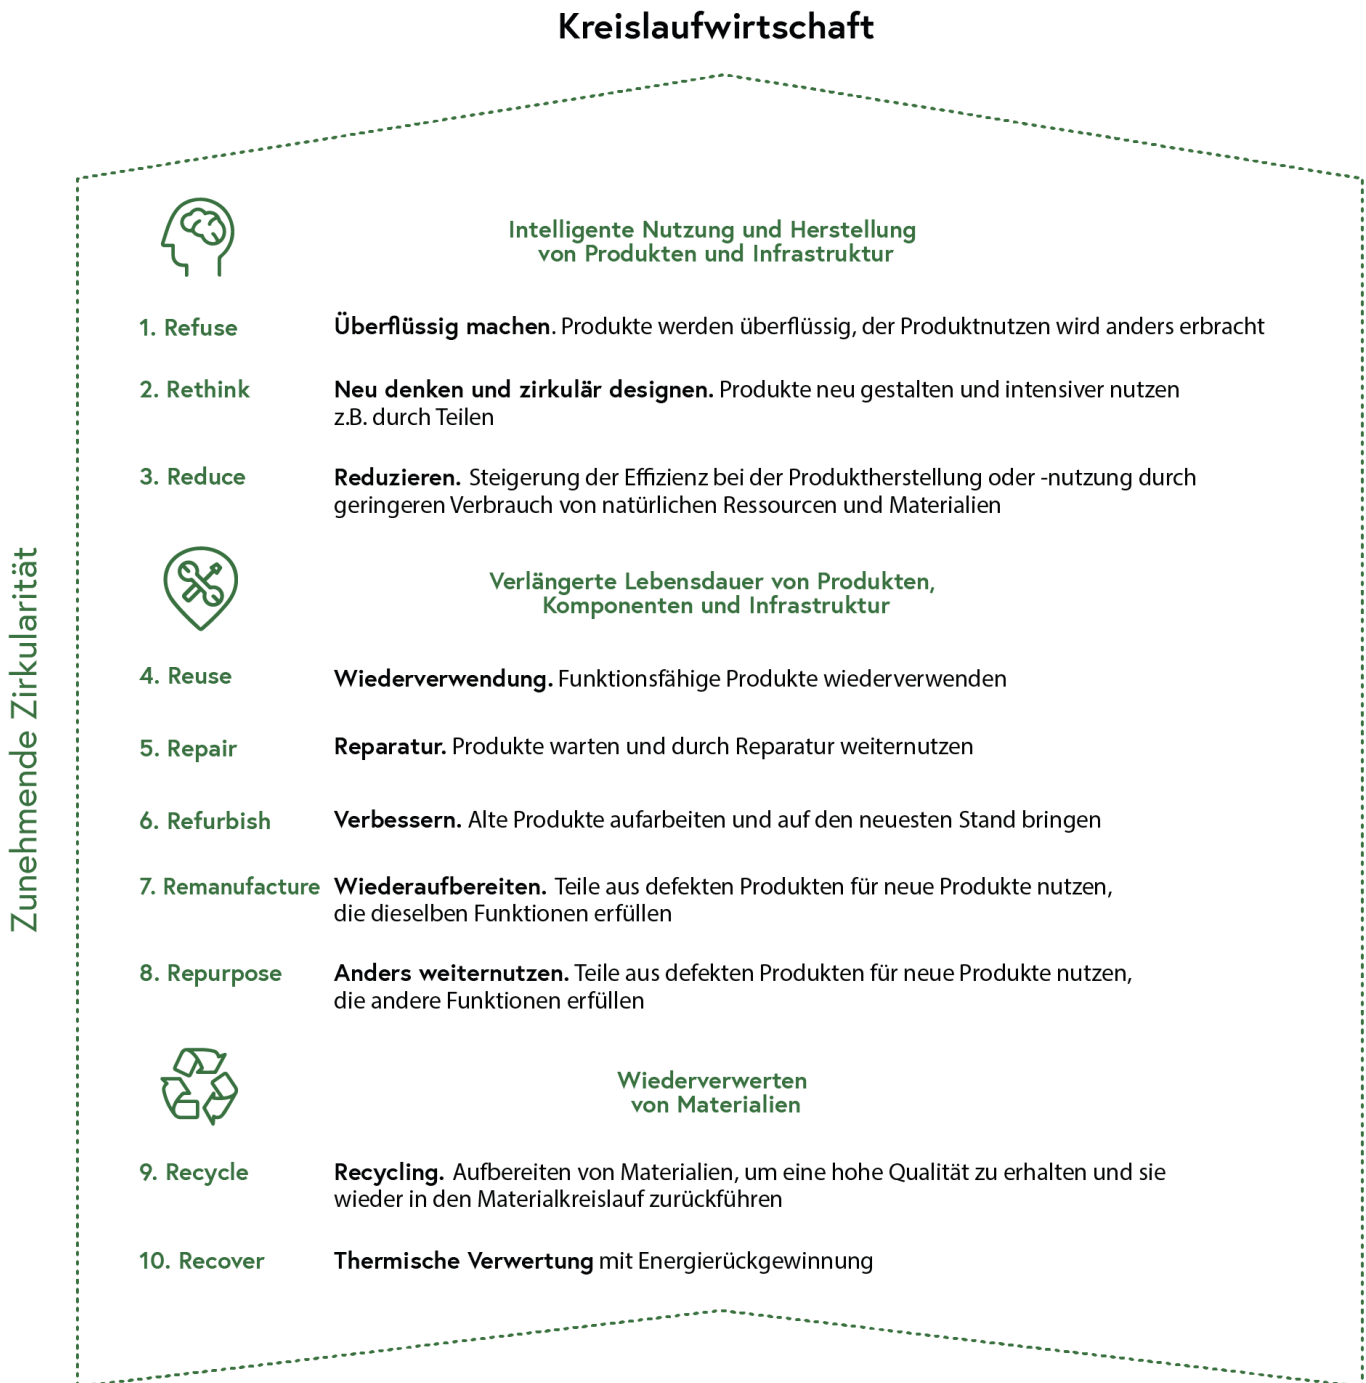 Kreislaufwirtschaft
Zunehmende Zirkularität
Intelligente Nutzung und Herstellung
von Produkten und Infrastruktur
1. Refuse Überflüssig machen. Produkte werden überflüssig, der Produktnutzen wird anders erbracht
2. Rethink Neu denken und zirkulär designen. Produkte neu gestalten und intensiver nutzen
z.B. durch Teilen
3. Reduce Reduzieren. Steigerung der Effizienz bei der Produktherstellung oder -nutzung durch
geringeren Verbrauch von natürlichen Ressourcen und Materialien
Verlängerte Lebensdauer von Produkten,
Komponenten und Infrastruktur
4. Reuse Wiederverwendung. Funktionsfähige Produkte wiederverwenden
5. Repair Reparatur. Produkte warten und durch Reparatur weiternutzen
6. Refurbish Verbessern. Alte Produkte aufarbeiten und auf den neuesten Stand bringen
7. Remanufacture Wiederaufbereiten. Teile aus defekten Produkten für neue Produkte nutzen,
die dieselben Funktionen erfüllen
8. Repurpose Anders weiternutzen. Teile aus defekten Produkten für neue Produkte nutzen,
die andere Funktionen erfüllen
Wiederverwerten
von Materialien
9. Recycle Recycling. Aufbereiten von Materialien, um eine hohe Qualität zu erhalten und sie
wieder in den Materialkreislauf zurückführen
10. Recover Thermische Verwertung mit Energierückgewinnung